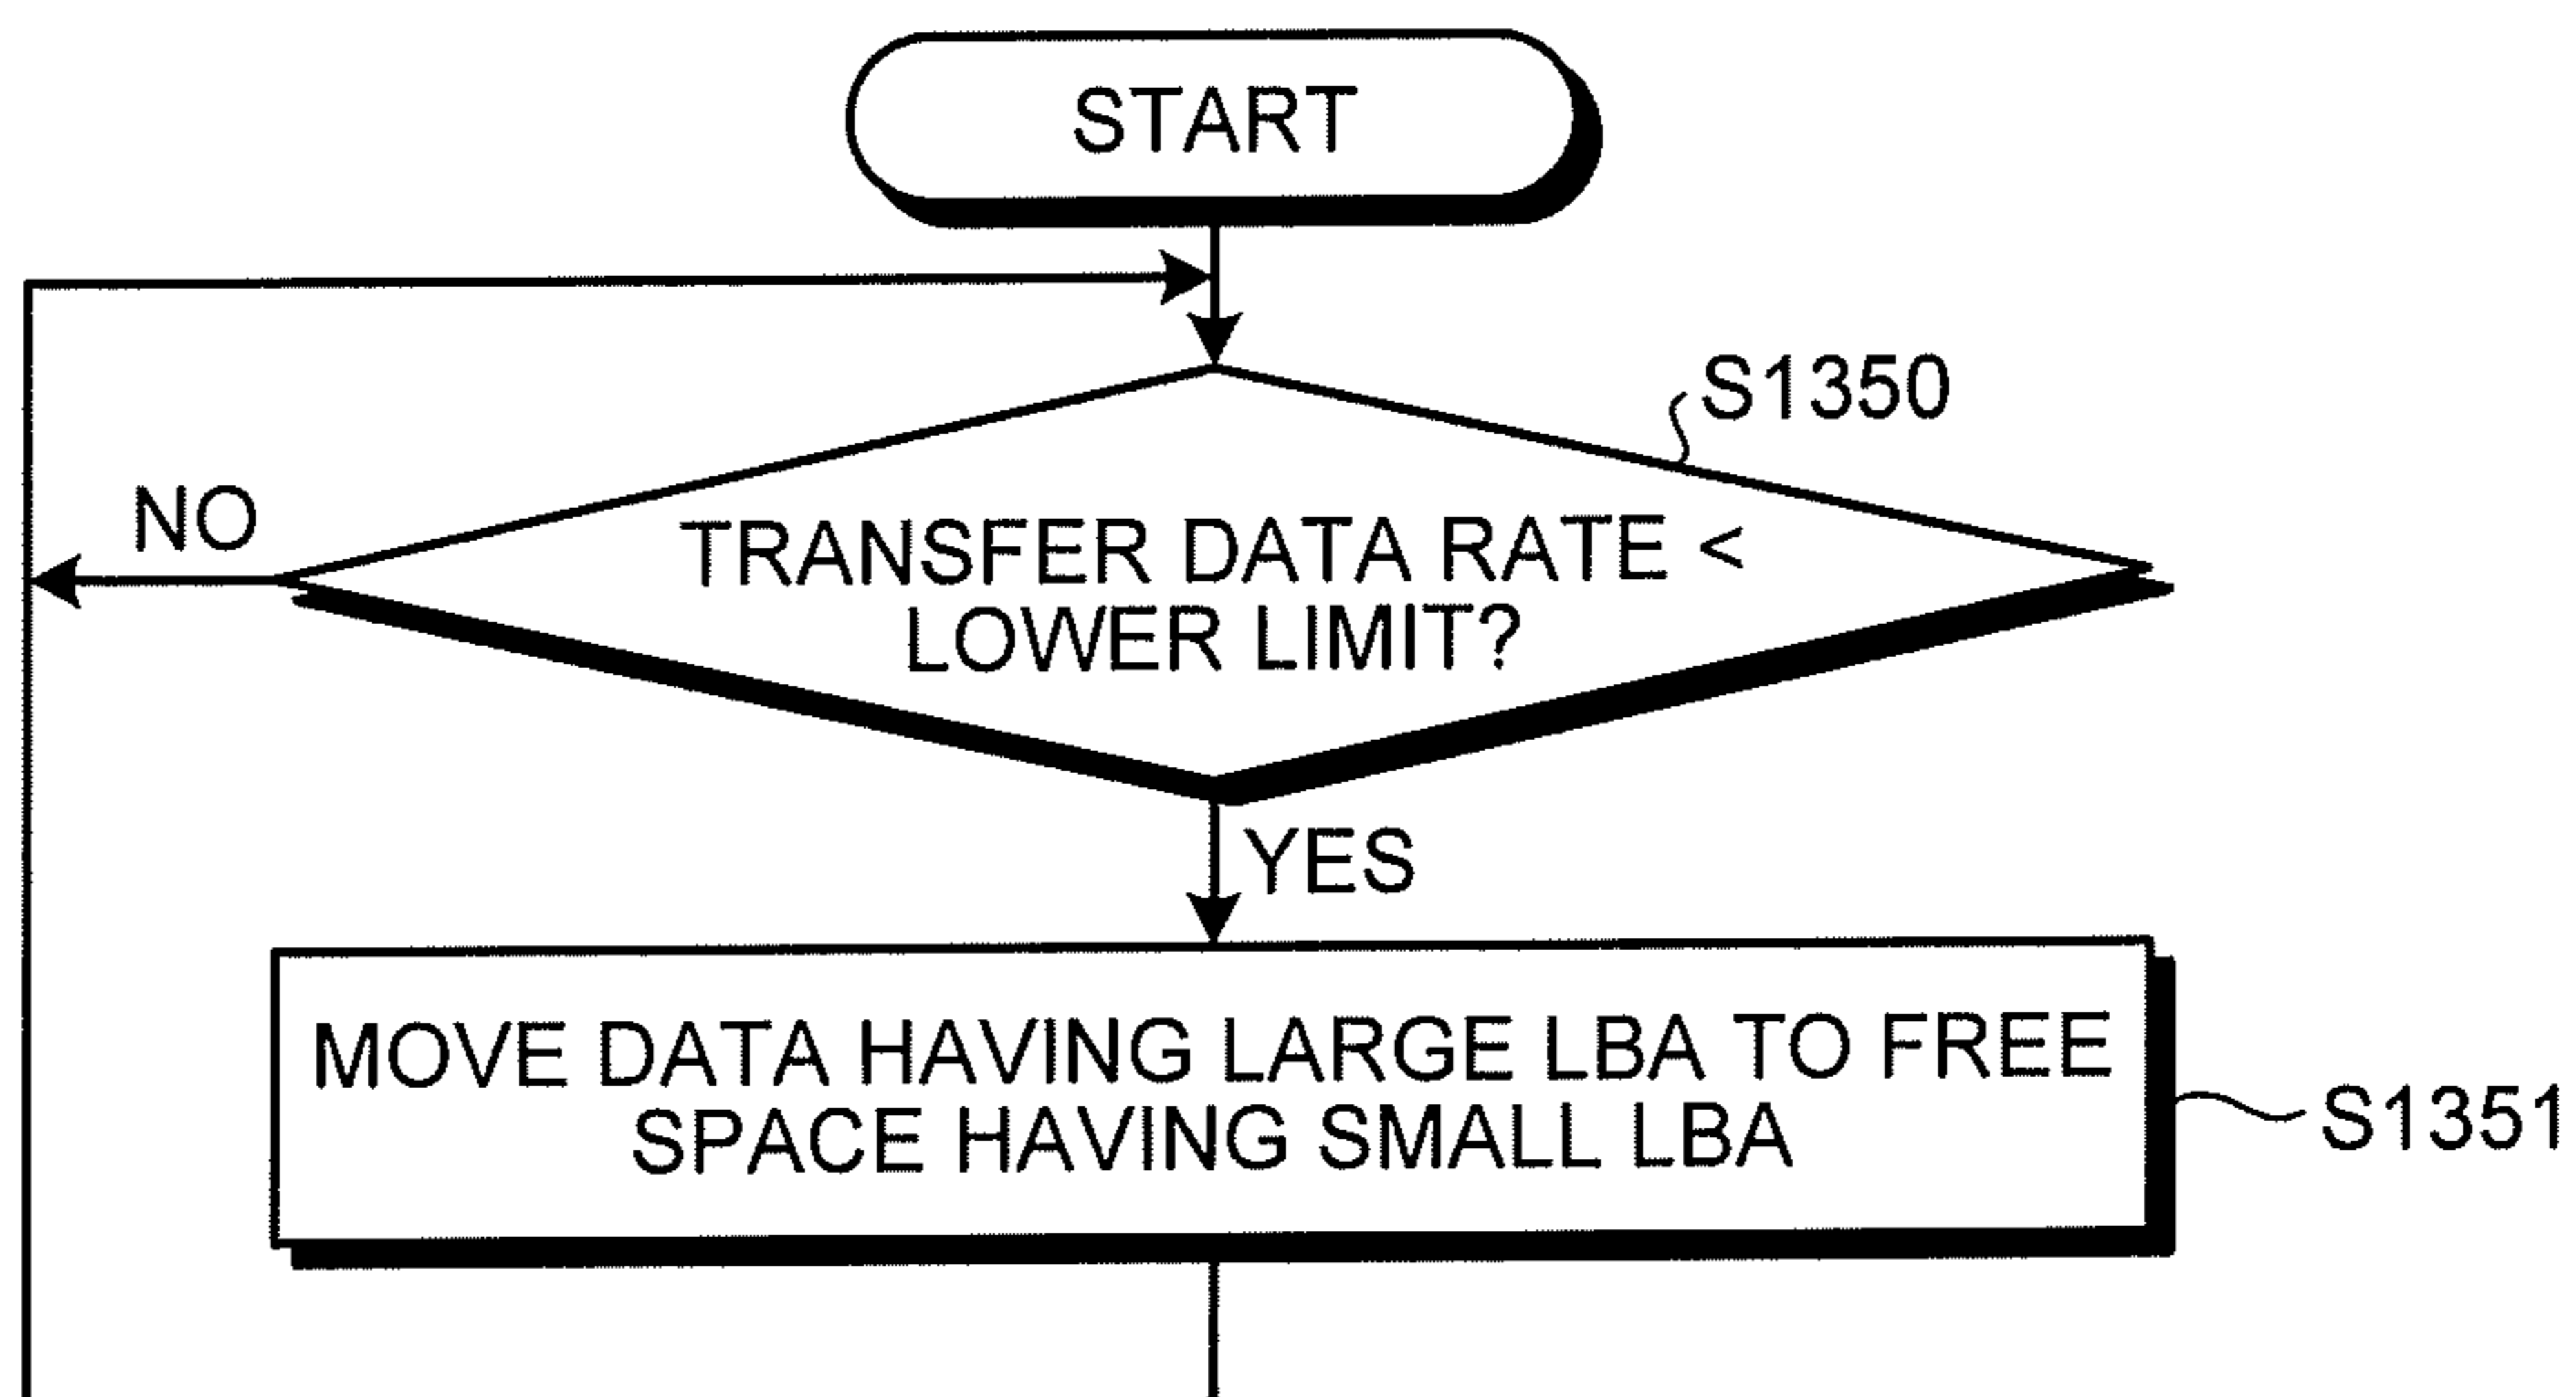 START
S1350
NO
TRANSFER DATA RATE <
LOWER LIMIT?
YES
MOVE DATA HAVING LARGE LBA TO FREE
SPACE HAVING SMALL LBA
S1351